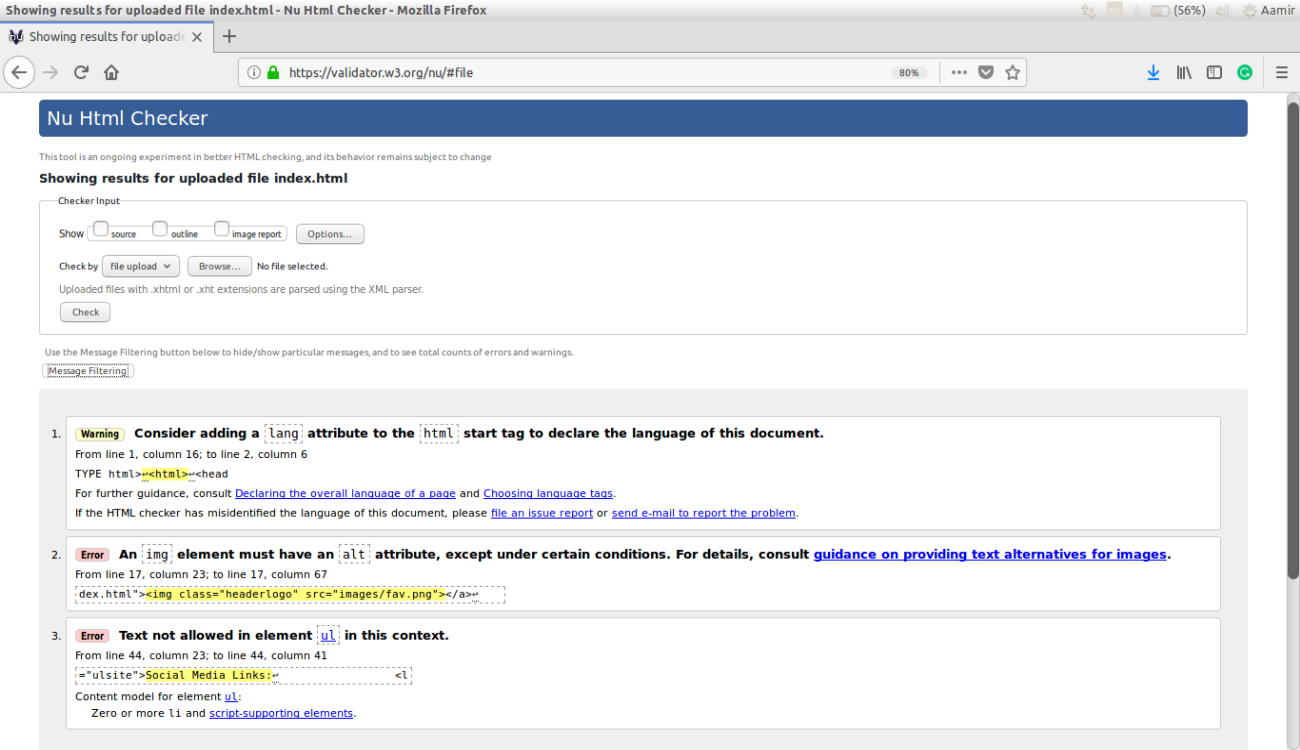 Showing results for uploaded file index.html - Nu Html Checker - Mozilla Firefox
(56%) Aamir
Showing results for uploade
https://validator.w3.org/nu/#file
80%
Nu Html Checker
This tool is an ongoing experiment in better HTML checking, and its behavior remains subject to change
Showing results for uploaded file index.html
Checker Input
Show source outline image report Options...
Check by file upload Browse... No file selected.
Uploaded files with .xhtml or .xht extensions are parsed using the XML parser.
Check
Use the Message Filtering button below to hide/show particular messages, and to see total counts of errors and warnings.
Message Filtering
1. Warning Consider adding a lang attribute to the html start tag to declare the language of this document.
From line 1, column 16; to line 2, column 6
TYPE html>↩<html>↩<head
For further guidance, consult Declaring the overall language of a page and Choosing language tags.
If the HTML checker has misidentified the language of this document, please file an issue report or send e-mail to report the problem.
2. Error An img element must have an alt attribute, except under certain conditions. For details, consult guidance on providing text alternatives for images.
From line 17, column 23; to line 17, column 67
dex.html"><img class="headerlogo" src="images/fav.png"></a>↩
3. Error Text not allowed in element ul in this context.
From line 44, column 23; to line 44, column 41
="ulsite">Social Media Links:↩ <l
Content model for element ul:
Zero or more li and script-supporting elements.